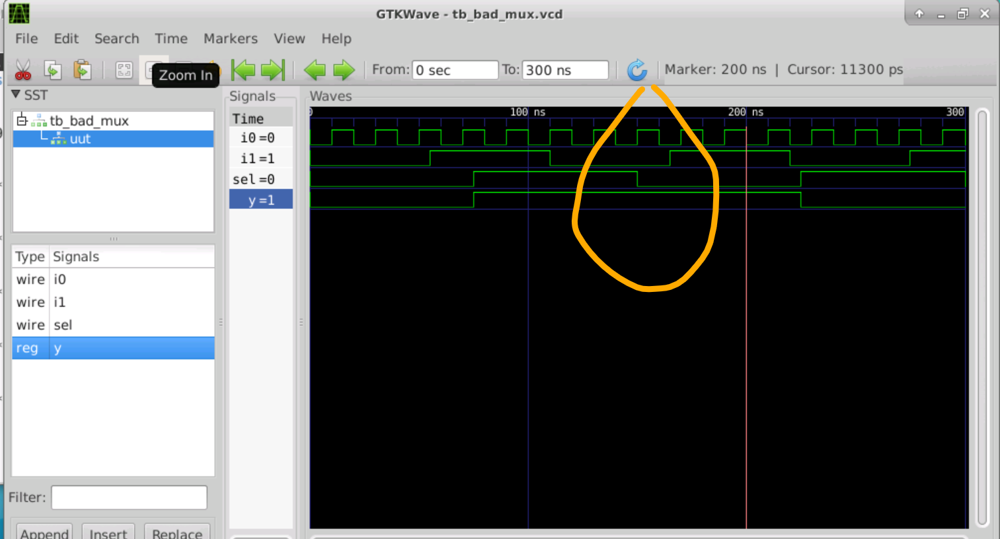 GTKWave - tb_bad_mux.vcd
File Edit Search Time Markers View Help
Zoom In
From: 0 sec To: 300 ns Marker: 200 ns | Cursor: 11300 ps
SST
tb_bad_mux
uut
Type Signals
wire i0
wire i1
wire sel
reg y
Filter:
Append Insert Replace
Signals
Time
i0=0
i1=1
sel=0
y=1
Waves
0 100 ns 200 ns 300